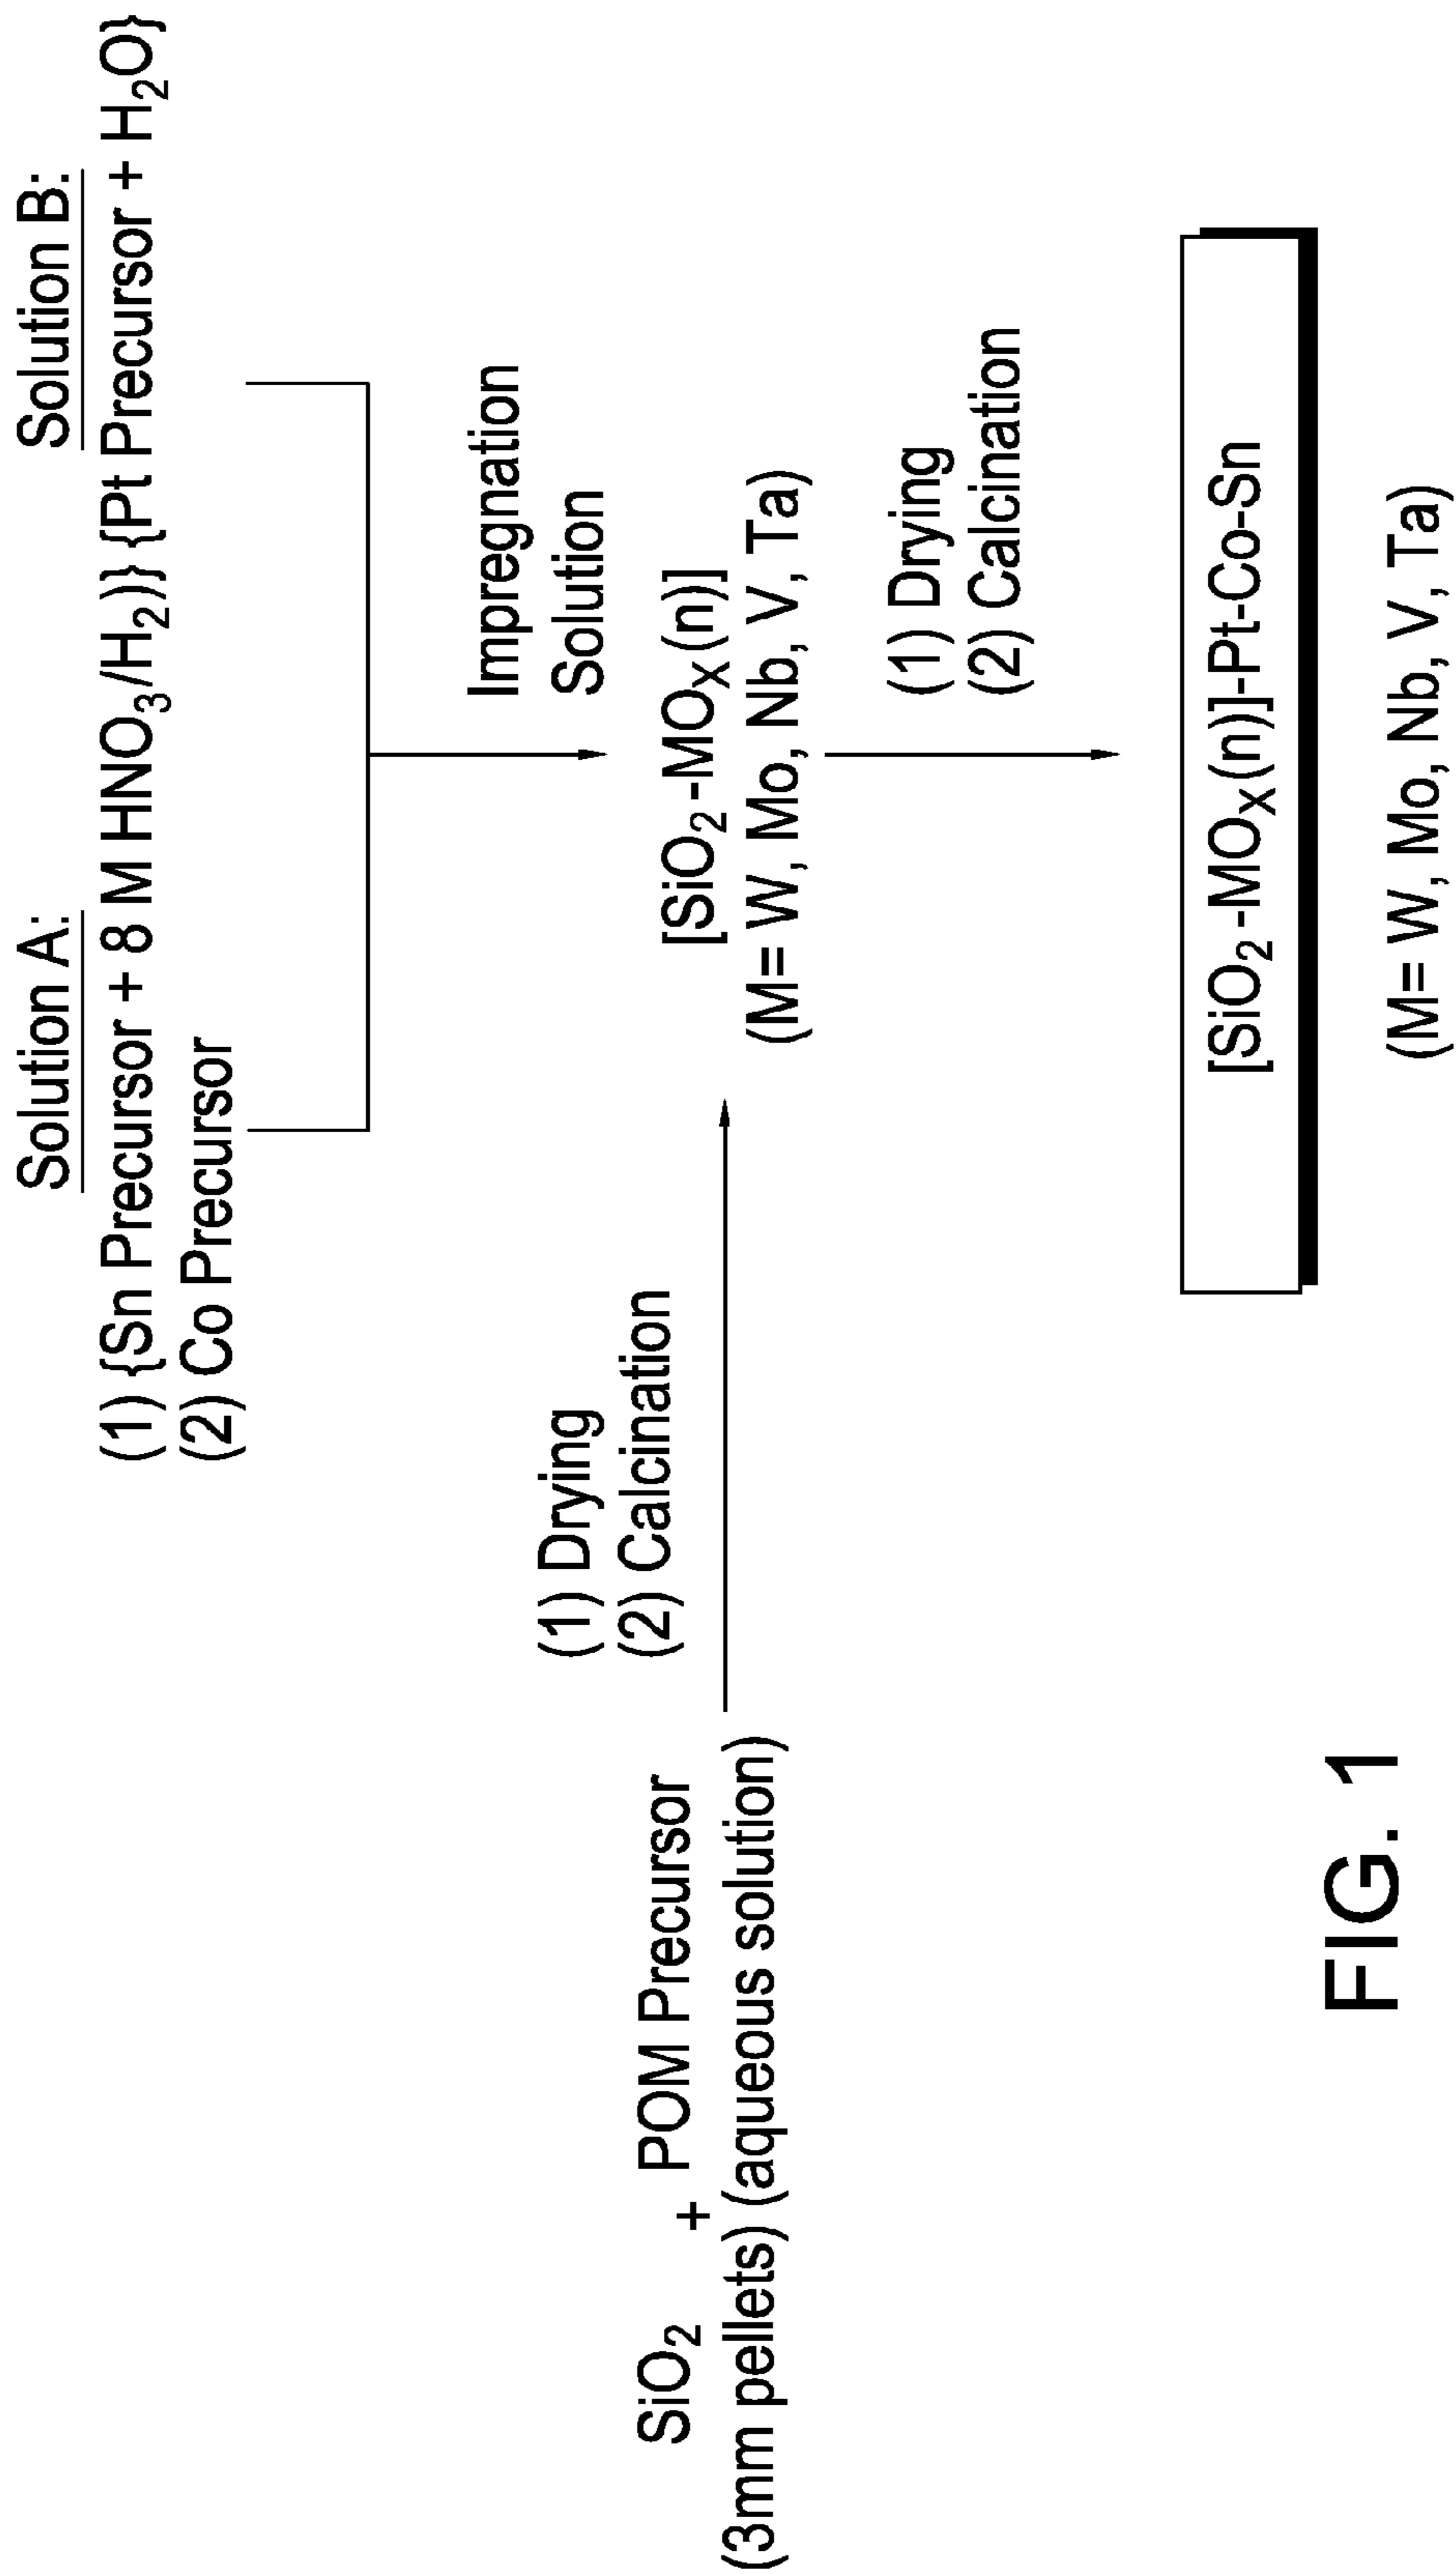 Solution A:
Solution B:
(1) {Sn Precursor + 8 M HNO₃/H₂)} {Pt Precursor + H₂O}
(2) Co Precursor
Impregnation
Solution
(1) Drying
(2) Calcination
SiO₂ + POM Precursor
(3mm pellets) (aqueous solution)
[SiO₂-MOₓ(n)]
(M= W, Mo, Nb, V, Ta)
(1) Drying
(2) Calcination
[SiO₂-MOₓ(n)]-Pt-Co-Sn
(M= W, Mo, Nb, V, Ta)
FIG. 1